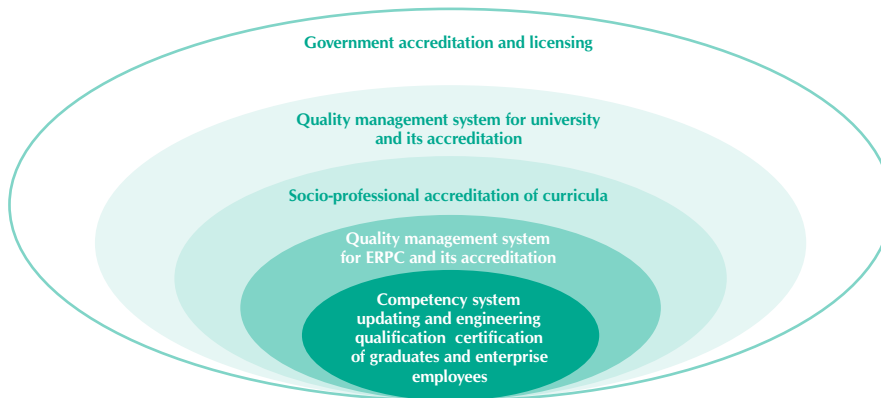 Government accreditation and licensing
Quality management system for university
and its accreditation
Socio-professional accreditation of curricula
Quality management system
for ERPC and its accreditation
Competency system
updating and engineering
qualification certification
of graduates and enterprise
employees